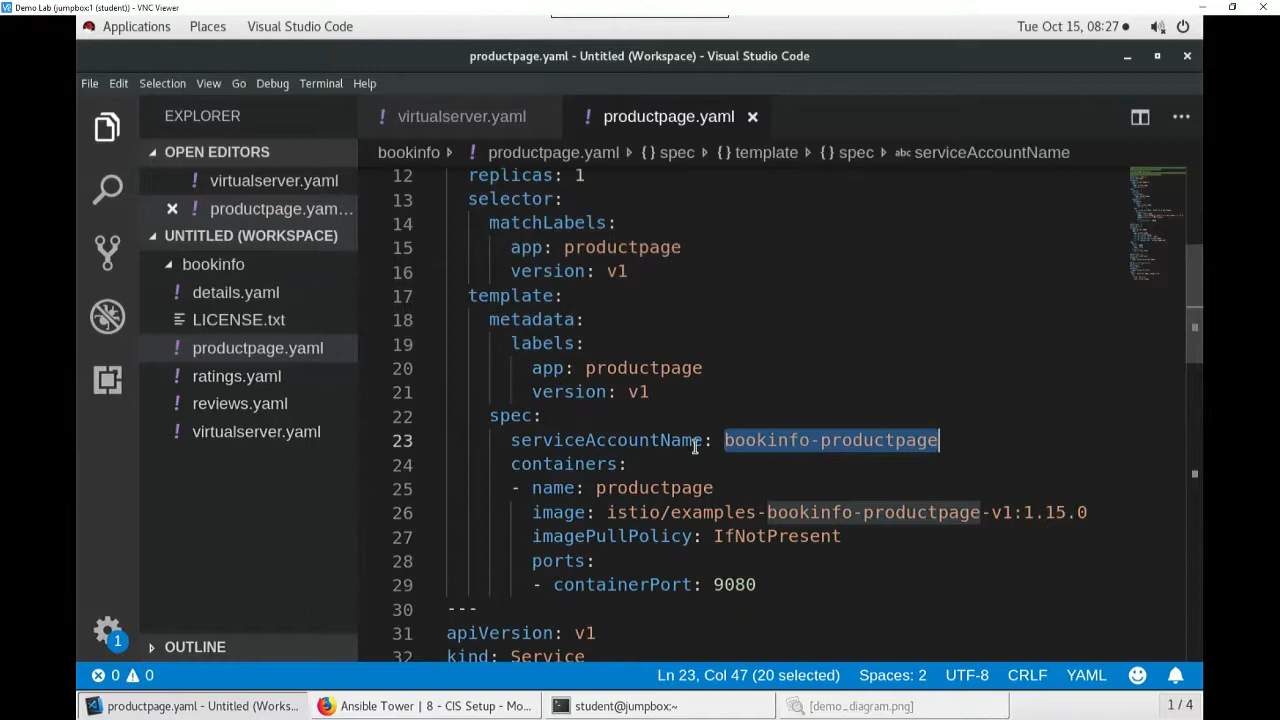 Demo Lab (jumpbox:1 (student)) - VNC Viewer
Applications Places Visual Studio Code Tue Oct 15, 08:27
productpage.yaml - Untitled (Workspace) - Visual Studio Code
File Edit Selection View Go Debug Terminal Help
EXPLORER
OPEN EDITORS
virtualserver.yaml
productpage.yam...
UNTITLED (WORKSPACE)
bookinfo
details.yaml
LICENSE.txt
productpage.yaml
ratings.yaml
reviews.yaml
virtualserver.yaml
OUTLINE
1
virtualserver.yaml productpage.yaml
bookinfo productpage.yaml {} spec {} template {} spec abc serviceAccountName
12 replicas: 1
13 selector:
14 matchLabels:
15 app: productpage
16 version: v1
17 template:
18 metadata:
19 labels:
20 app: productpage
21 version: v1
22 spec:
23 serviceAccountName: bookinfo-productpage
24 containers:
25 - name: productpage
26 image: istio/examples-bookinfo-productpage-v1:1.15.0
27 imagePullPolicy: IfNotPresent
28 ports:
29 - containerPort: 9080
30 ---
31 apiVersion: v1
32 kind: Service
0 0 Ln 23, Col 47 (20 selected) Spaces: 2 UTF-8 CRLF YAML
productpage.yaml - Untitled (Works... Ansible Tower | 8 - CIS Setup - Mo... student@jumpbox:~ [demo_diagram.png] 1 / 4